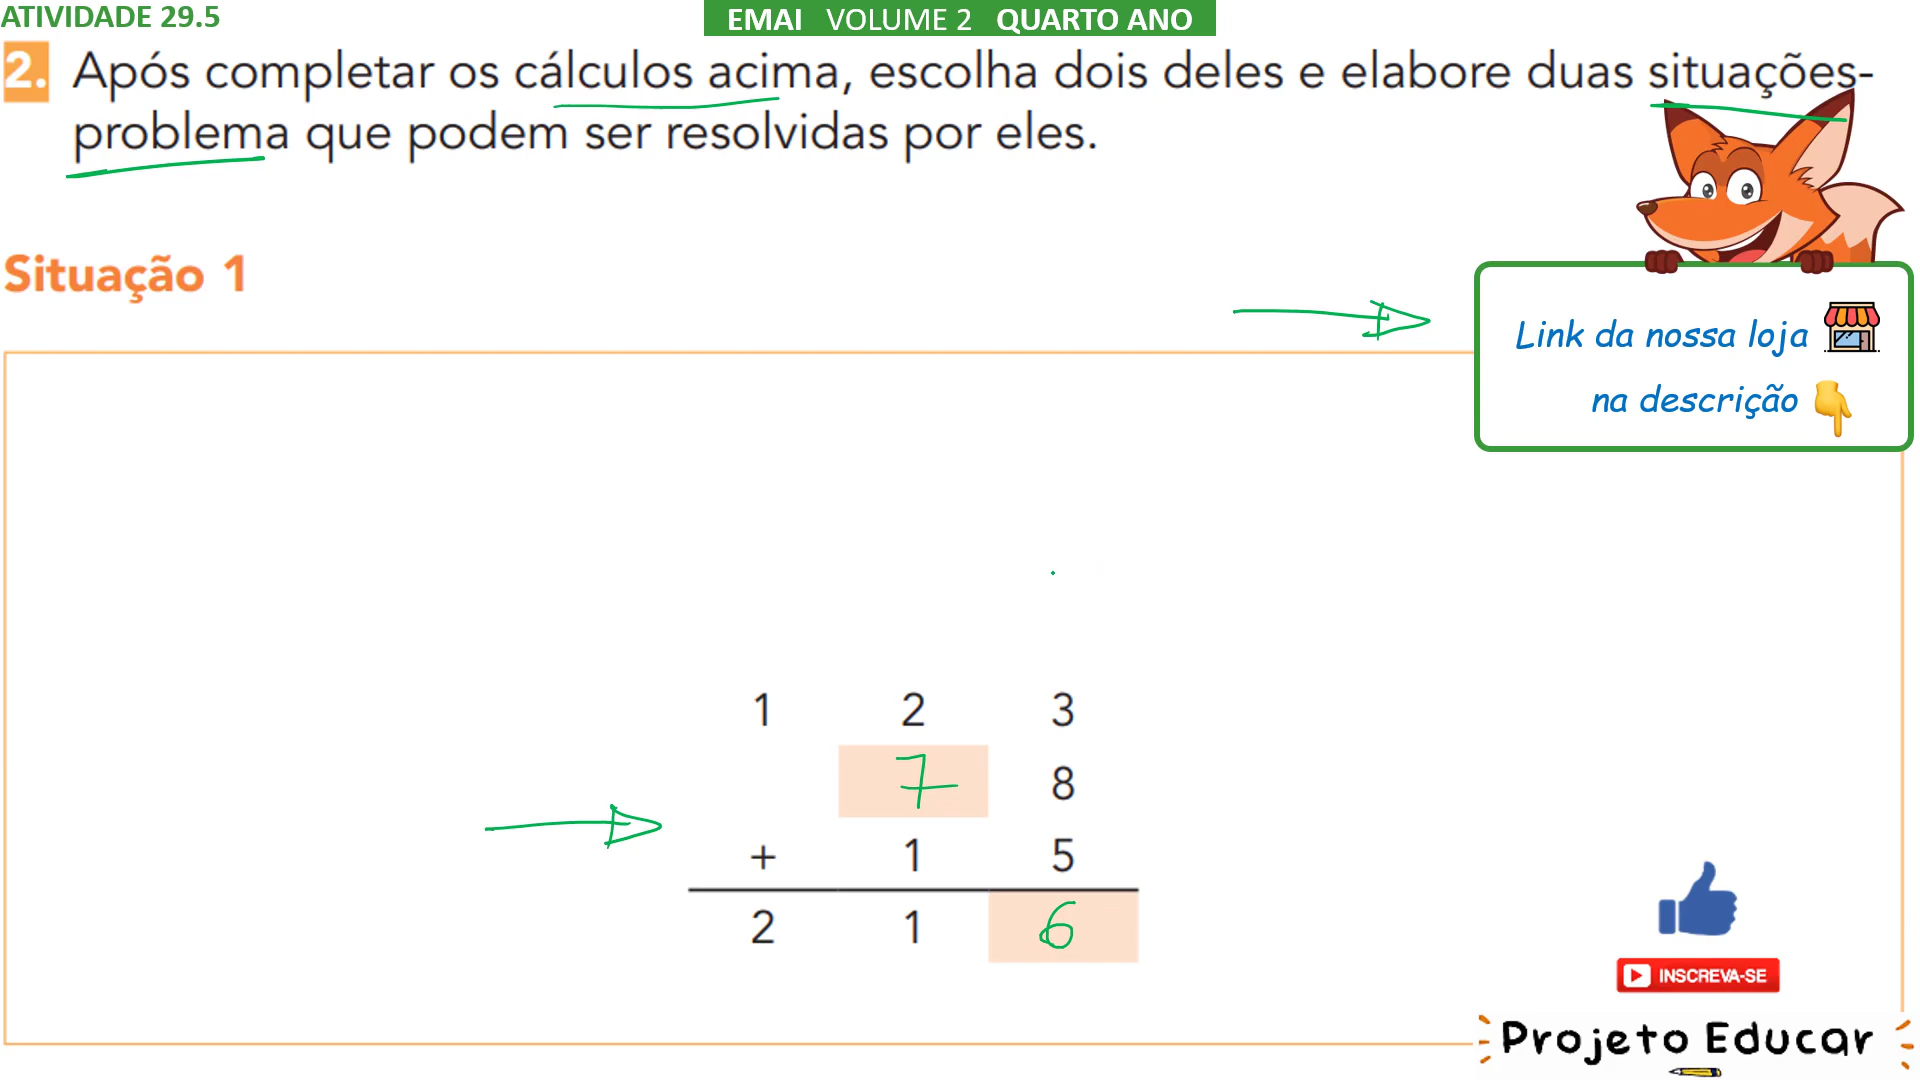 ATIVIDADE 29.5
EMAI VOLUME 2 QUARTO ANO
2. Após completar os cálculos acima, escolha dois deles e elabore duas situações-
problema que podem ser resolvidas por eles.
Situação 1
Link da nossa loja
na descrição
1 2 3
7 8
+ 1 5
2 1 6
INSCREVA-SE
Projeto Educar